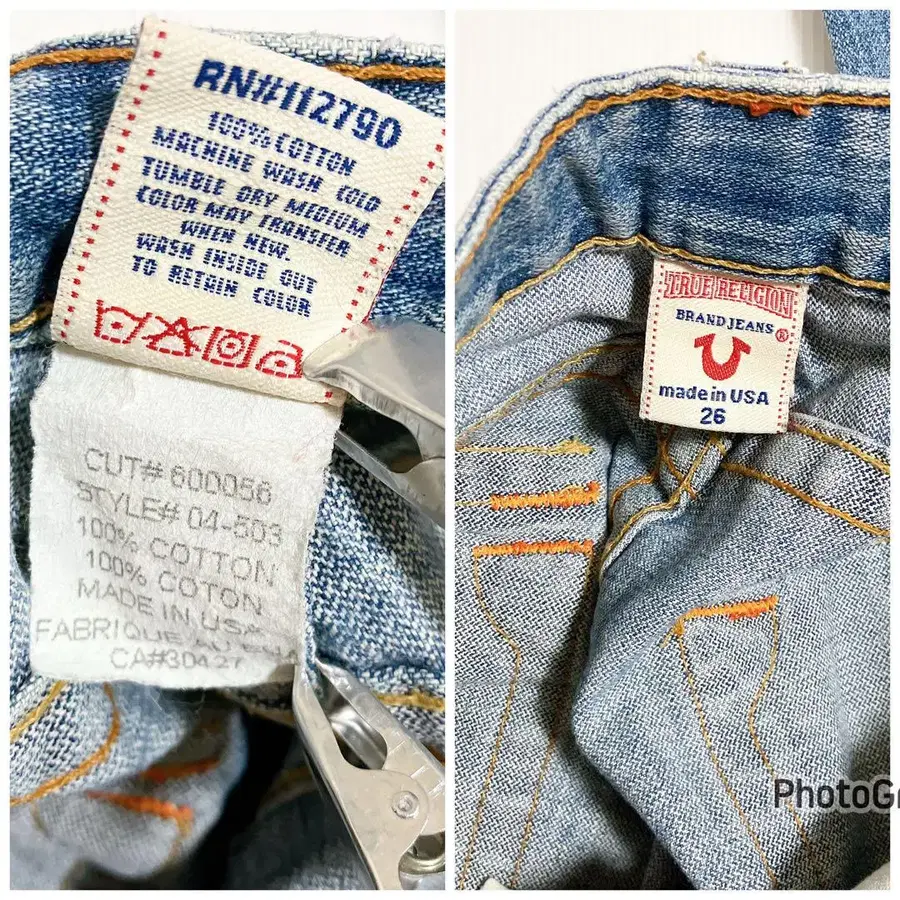 RN#112790
100% COTTON
MACHINE WASH COLD
TUMBLE DRY MEDIUM
COLOR MAY TRANSFER
WHEN NEW.
WASH INSIDE OUT
TO RETAIN COLOR
CUT# 600056
STYLE# 04-503
100% COTTON
100% COTON
MADE IN USA
FABRIQUE AU
CA#30427
TRUE RELIGION
BRAND JEANS ®
made in USA
26
PhotoGr